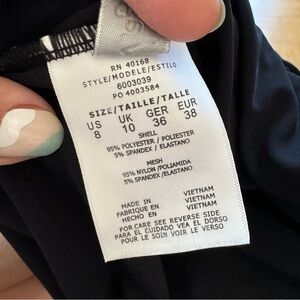 RN 40168
STYLE/MODELE/ESTILO
6003039
PO 4003584
SIZE/TAILLE/TALLE
US UK GER EUR
8 10 36 38
SHELL
95% POLYESTER / POLIESTER
5% SPANDEX / ELASTANO
MESH
95% NYLON /POLIAMIDA
5% SPANDEX / ELASTANO
MADE IN VIETNAM
FABRIQUE EN VIETNAM
HECHO EN VIETNAM
FOR CARE SEE REVERSE SIDE
PARA EL CUIDADO VEA EL DORSO
POUR LE SOIN VOIR LE VERSO